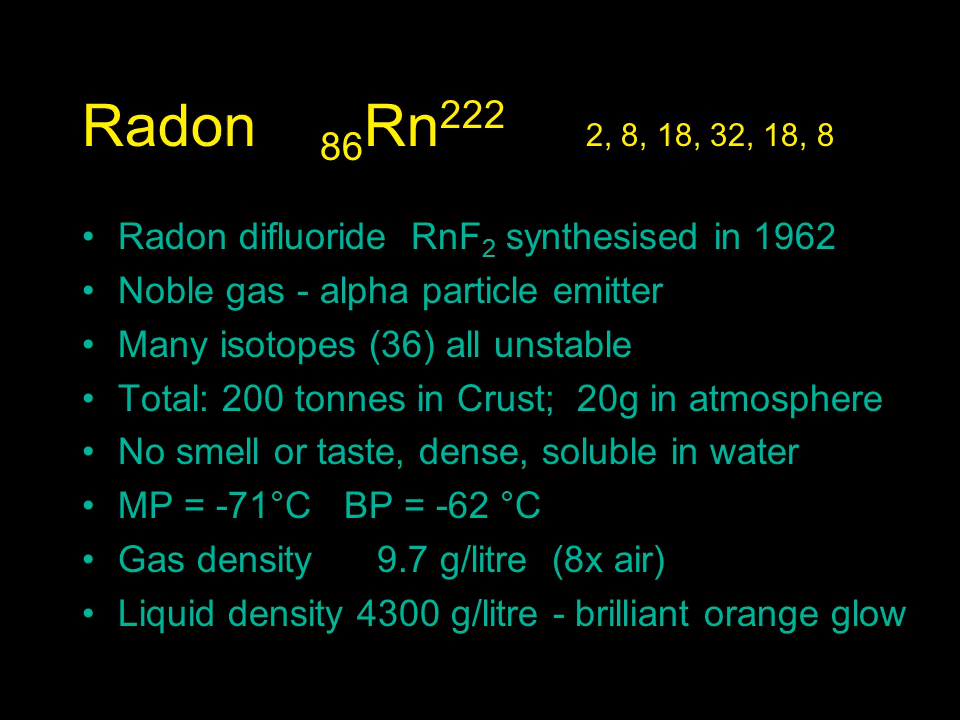 Radon ₈₆Rn²²² 2, 8, 18, 32, 18, 8
• Radon difluoride RnF₂ synthesised in 1962
• Noble gas - alpha particle emitter
• Many isotopes (36) all unstable
• Total: 200 tonnes in Crust; 20g in atmosphere
• No smell or taste, dense, soluble in water
• MP = -71°C BP = -62 °C
• Gas density 9.7 g/litre (8x air)
• Liquid density 4300 g/litre - brilliant orange glow